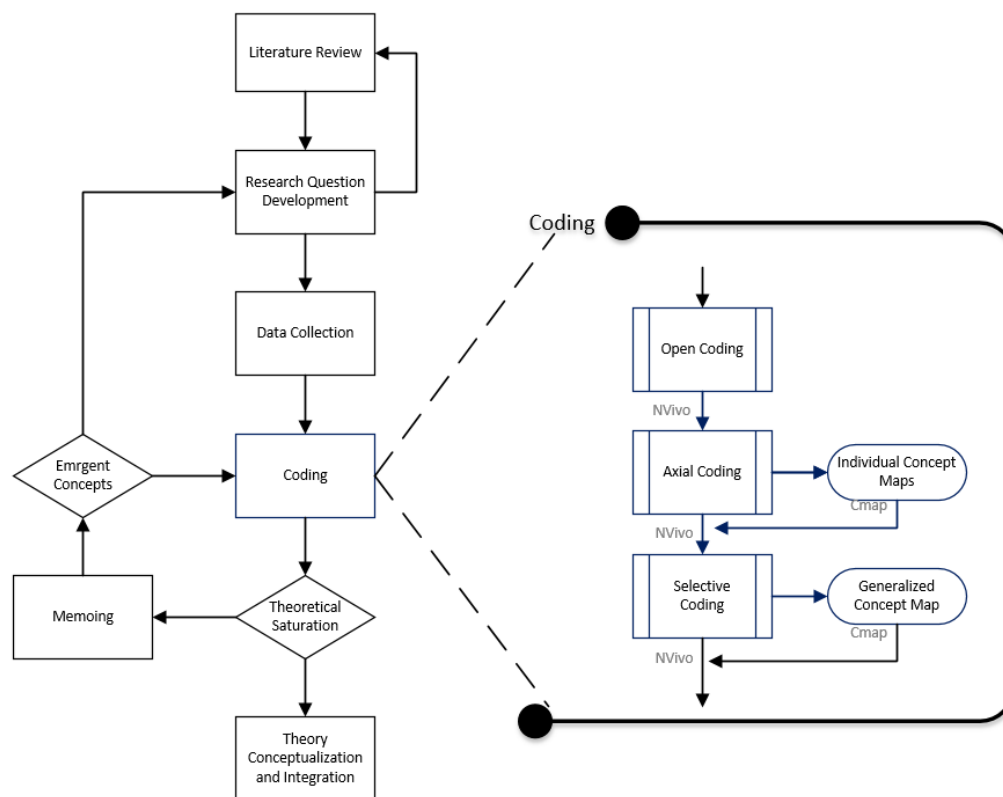 Literature Review
Research Question
Development
Data Collection
Emrgent
Concepts
Coding
Memoing
Theoretical
Saturation
Theory
Conceptualization
and Integration
Coding
Open Coding
NVivo
Axial Coding
Individual Concept
Maps
Cmap
NVivo
Selective
Coding
Generalized
Concept Map
Cmap
NVivo